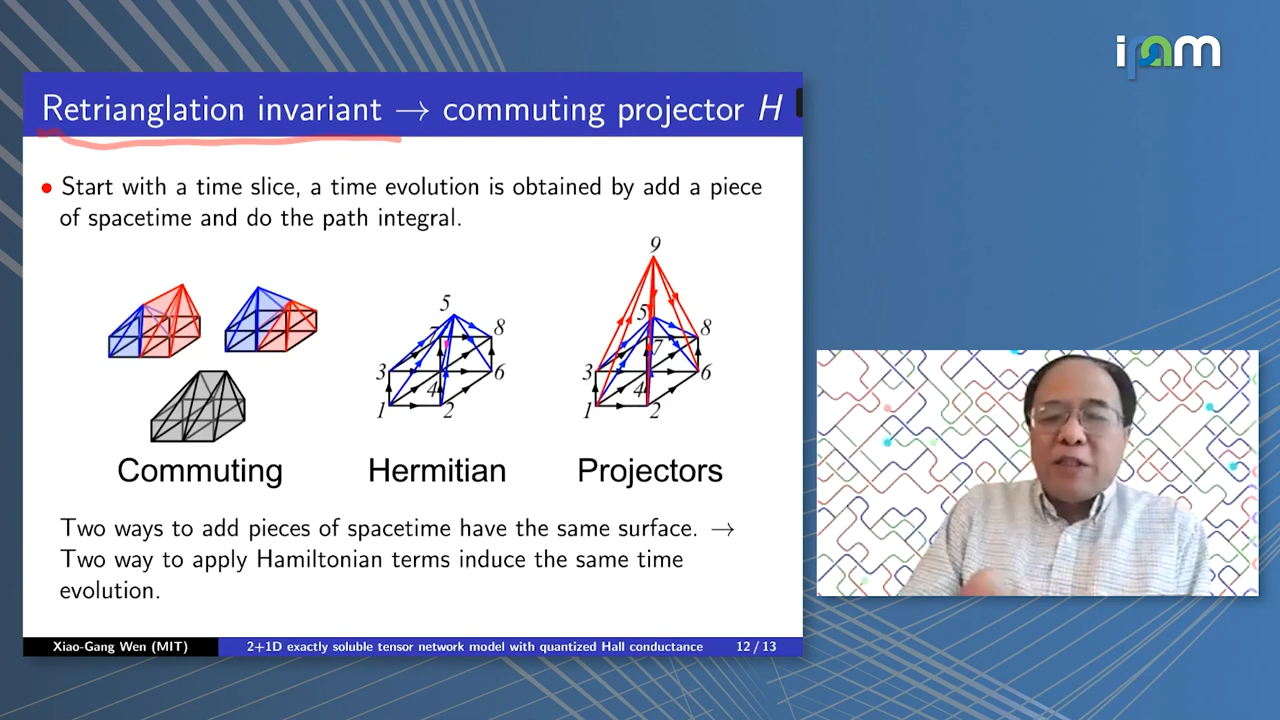 ipam
Retrianglation invariant → commuting projector H
• Start with a time slice, a time evolution is obtained by add a piece
of spacetime and do the path integral.
9
5
5
7
8
7
8
3
4
6
3
4
6
1
2
1
2
Commuting
Hermitian
Projectors
Two ways to add pieces of spacetime have the same surface. →
Two way to apply Hamiltonian terms induce the same time
evolution.
Xiao-Gang Wen (MIT)
2+1D exactly soluble tensor network model with quantized Hall conductance
12 / 13